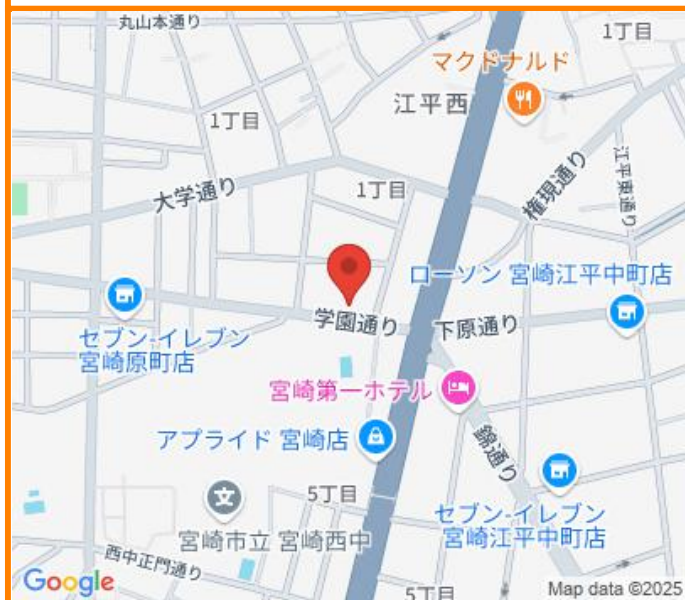 丸山本通り
1丁目
マクドナルド
江平西
1丁目
江平東通り
大学通り
1丁目
権現通り
ローソン 宮崎江平中町店
学園通り
下原通り
セブン-イレブン
宮崎原町店
宮崎第一ホテル
アプライド 宮崎店
錦通り
5丁目
セブン-イレブン
宮崎江平中町店
宮崎市立 宮崎西中
西中正門通り
Google
5丁目
Map data ©2025